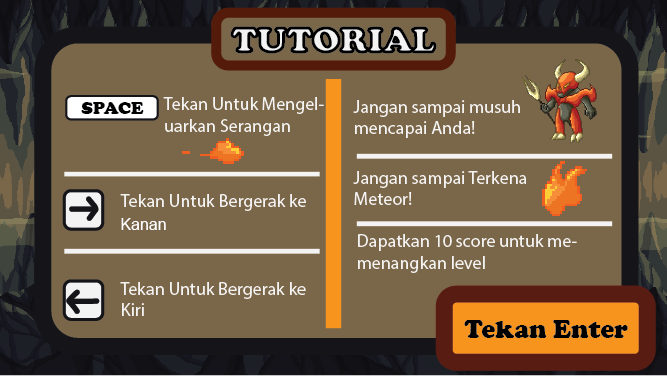 TUTORIAL
SPACE
Tekan Untuk Mengel-
uarkan Serangan
Tekan Untuk Bergerak ke
Kanan
Tekan Untuk Bergerak ke
Kiri
Jangan sampai musuh
mencapai Anda!
Jangan sampai Terkena
Meteor!
Dapatkan 10 score untuk me-
menangkan level
Tekan Enter